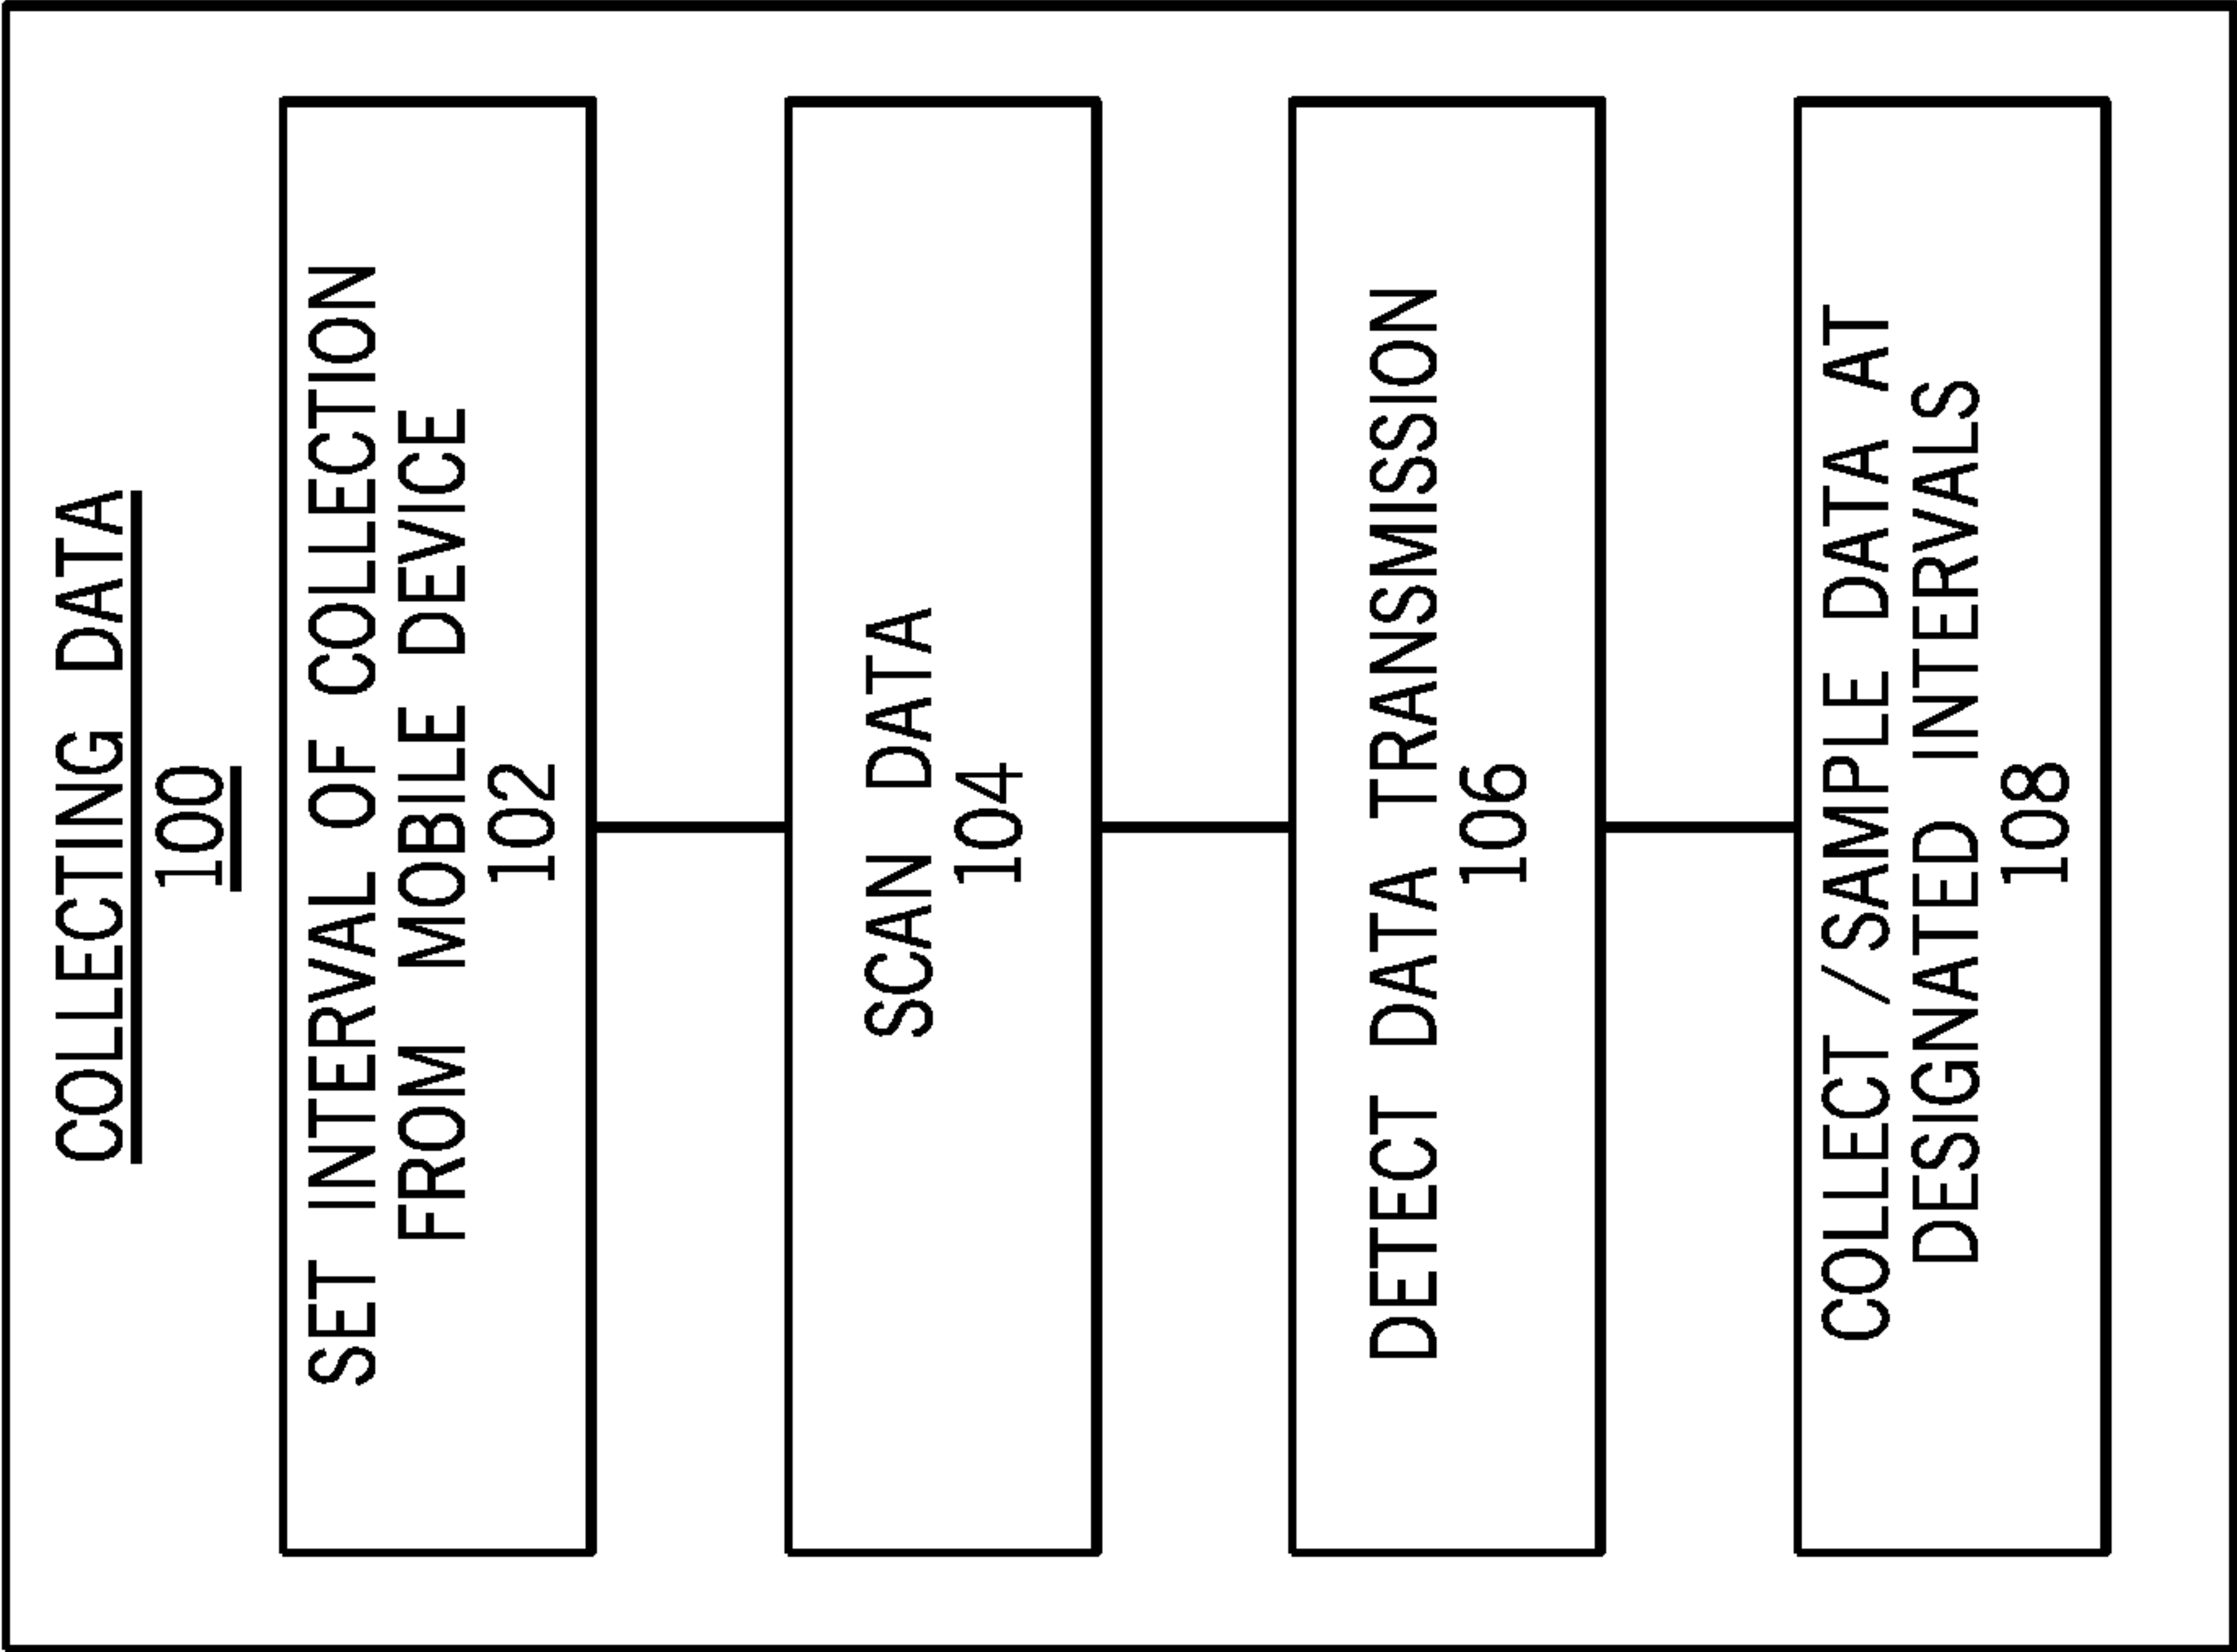 COLLECTING DATA
100
SET INTERVAL OF COLLECTION
FROM MOBILE DEVICE
102
SCAN DATA
104
DETECT DATA TRANSMISSION
106
COLLECT /SAMPLE DATA AT
DESIGNATED INTERVALS
108